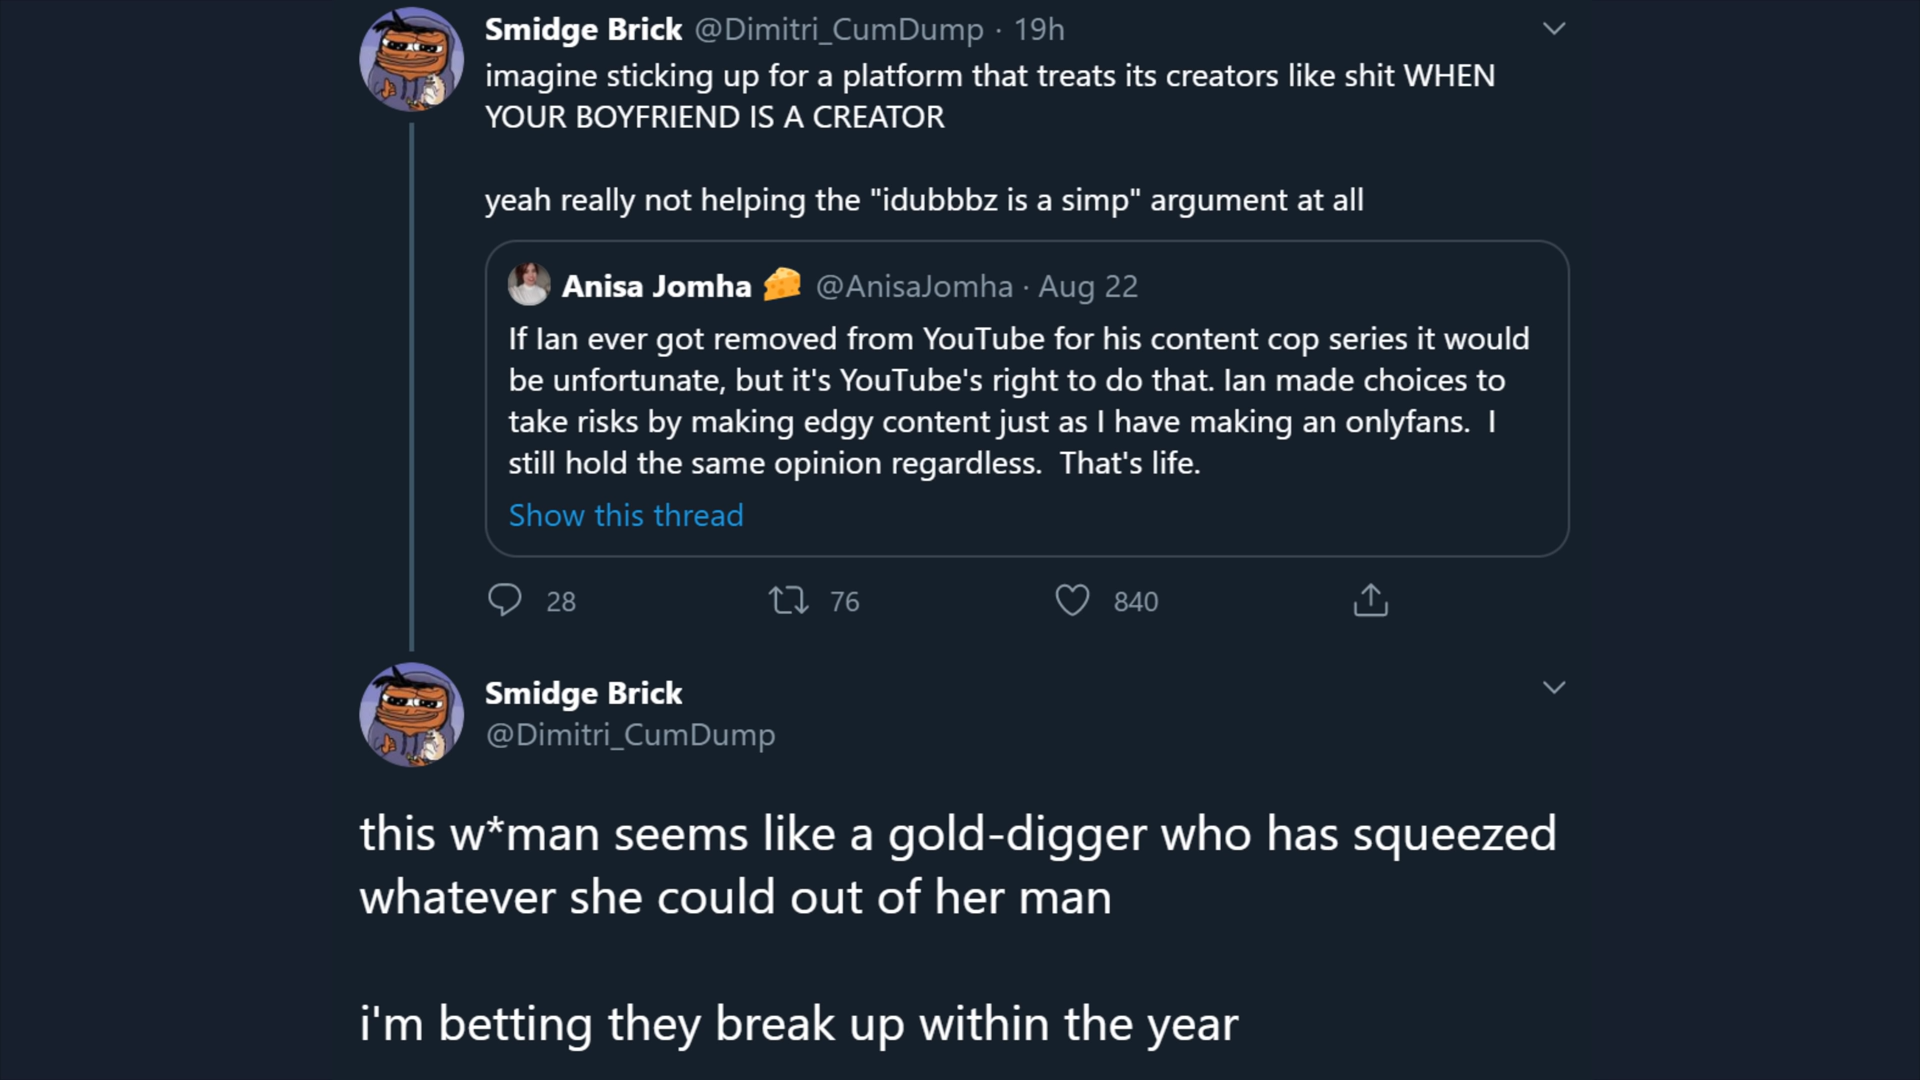 Smidge Brick @Dimitri_CumDump · 19h
imagine sticking up for a platform that treats its creators like shit WHEN
YOUR BOYFRIEND IS A CREATOR
yeah really not helping the "idubbbz is a simp" argument at all
Anisa Jomha 🧀 @AnisaJomha · Aug 22
If Ian ever got removed from YouTube for his content cop series it would
be unfortunate, but it's YouTube's right to do that. Ian made choices to
take risks by making edgy content just as I have making an onlyfans. I
still hold the same opinion regardless. That's life.
Show this thread
28 76 840
Smidge Brick
@Dimitri_CumDump
this w*man seems like a gold-digger who has squeezed
whatever she could out of her man
i'm betting they break up within the year